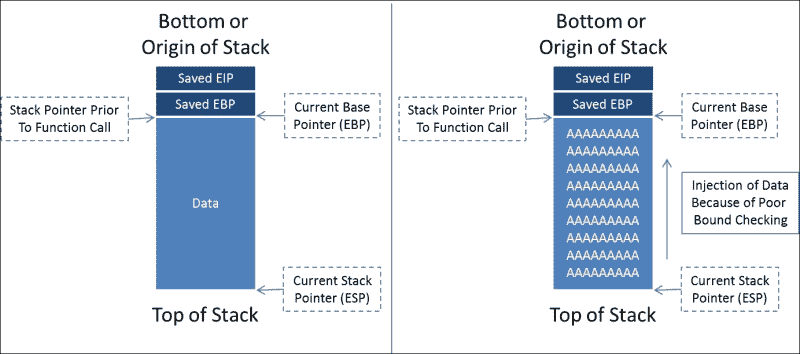 Bottom or
Origin of Stack
Saved EIP
Saved EBP
Stack Pointer Prior
To Function Call
Current Base
Pointer (EBP)
Data
Current Stack
Pointer (ESP)
Top of Stack
Bottom or
Origin of Stack
Saved EIP
Saved EBP
Stack Pointer Prior
To Function Call
Current Base
Pointer (EBP)
AAAAAAAAA
AAAAAAAAA
AAAAAAAAA
AAAAAAAAA
AAAAAAAAA
AAAAAAAAA
AAAAAAAAA
AAAAAAAAA
AAAAAAAAA
Injection of Data
Because of Poor
Bound Checking
Current Stack
Pointer (ESP)
Top of Stack